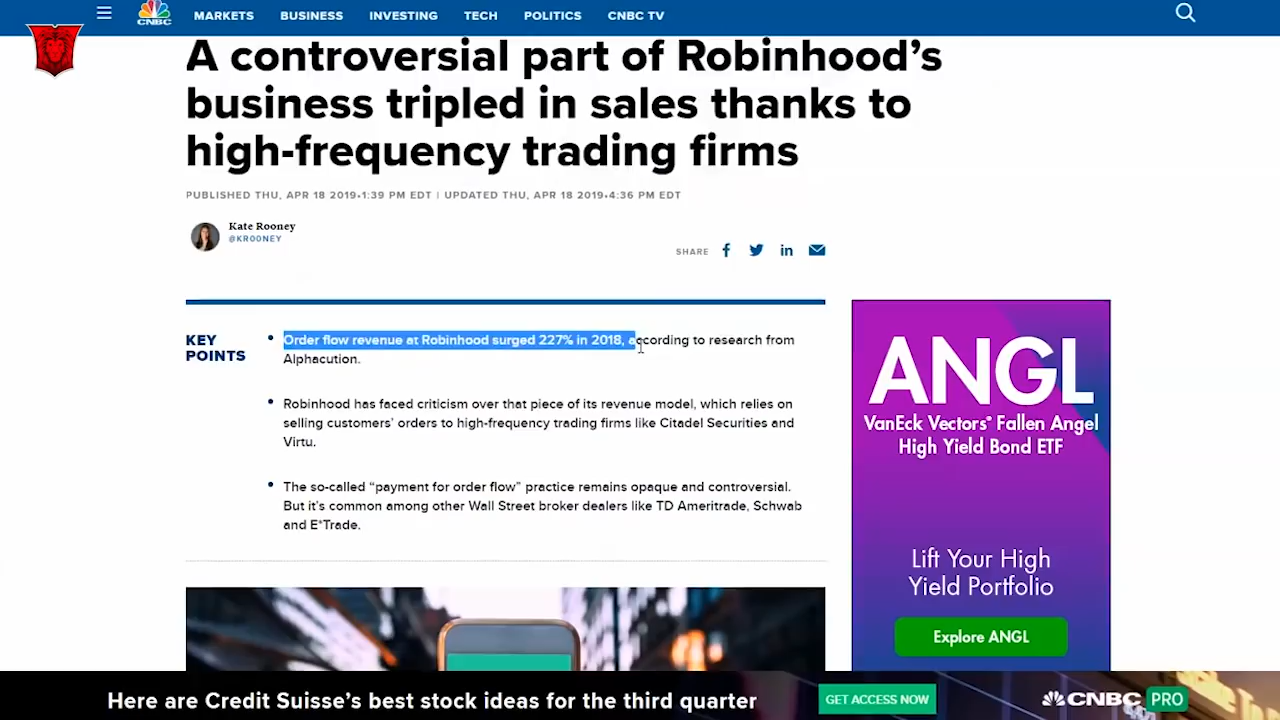 MARKETS BUSINESS INVESTING TECH POLITICS CNBC TV
CNBC
A controversial part of Robinhood's
business tripled in sales thanks to
high-frequency trading firms
PUBLISHED THU, APR 18 2019•1:39 PM EDT | UPDATED THU, APR 18 2019•4:36 PM EDT
Kate Rooney
@KROONEY
SHARE
KEY
POINTS
Order flow revenue at Robinhood surged 227% in 2018, according to research from
Alphacution.
Robinhood has faced criticism over that piece of its revenue model, which relies on
selling customers' orders to high-frequency trading firms like Citadel Securities and
Virtu.
The so-called “payment for order flow” practice remains opaque and controversial.
But it's common among other Wall Street broker dealers like TD Ameritrade, Schwab
and E*Trade.
ANGL
VanEck Vectors® Fallen Angel
High Yield Bond ETF
Lift Your High
Yield Portfolio
Explore ANGL
Here are Credit Suisse's best stock ideas for the third quarter
GET ACCESS NOW
CNBC PRO